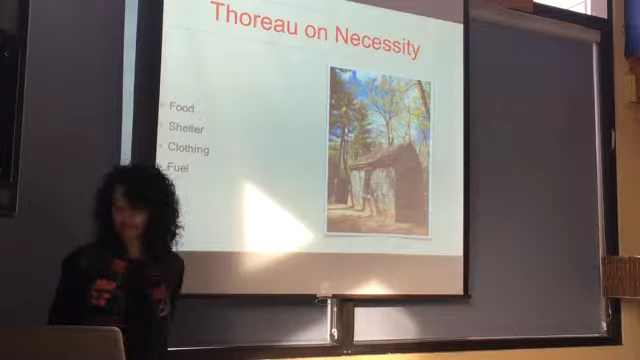 Thoreau on Necessity
Food
Shelter
Clothing
Fuel